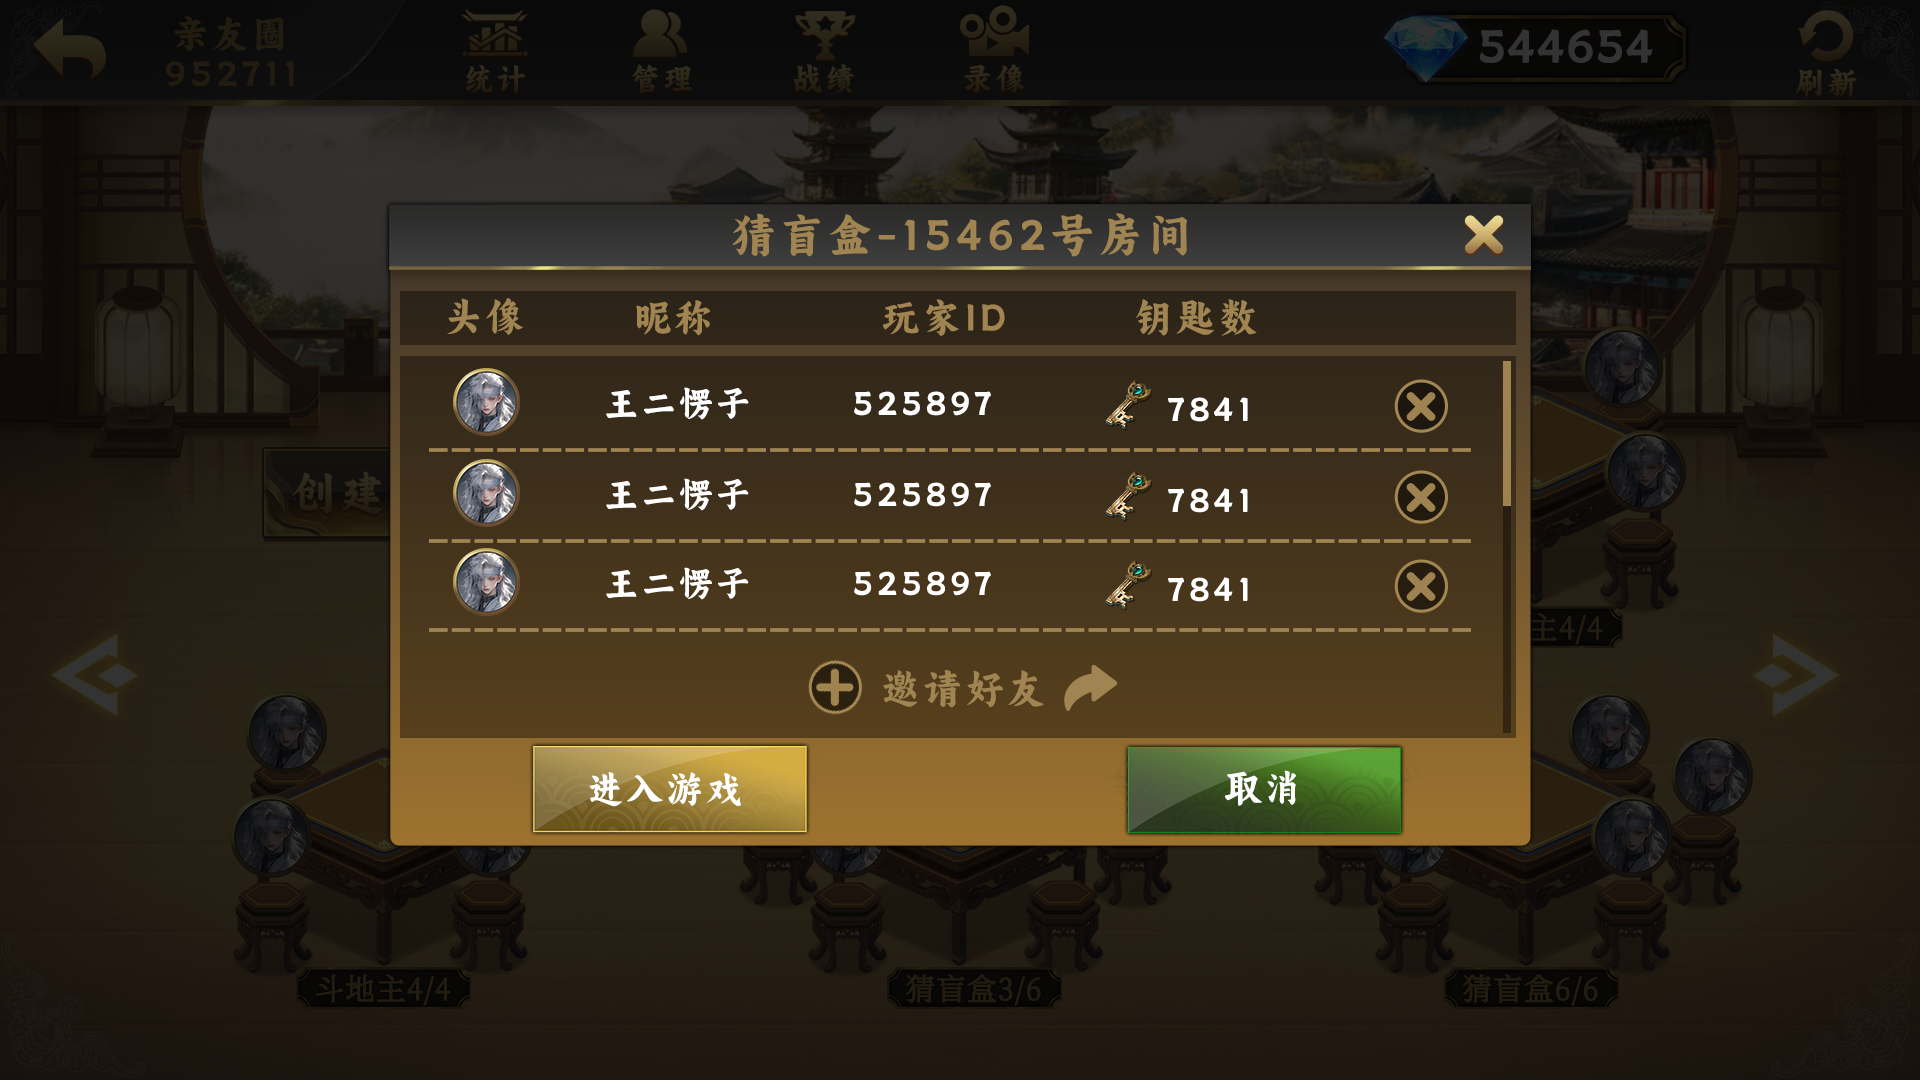 亲友圈
952711
统计
管理
战绩
录像
544654
刷新
猜盲盒-15462号房间
头像 昵称 玩家ID 钥匙数
王二愣子 525897 7841
王二愣子 525897 7841
王二愣子 525897 7841
邀请好友
进入游戏
取消
创建
主4/4
斗地主4/4
猜盲盒3/6
猜盲盒6/6